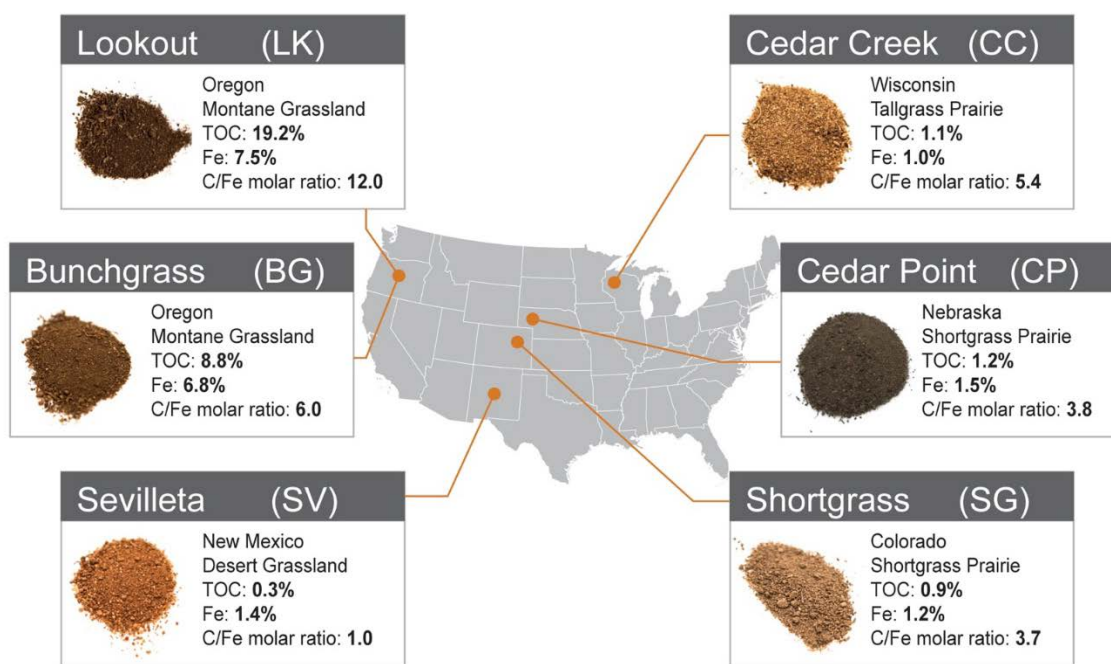 Lookout (LK)
Oregon
Montane Grassland
TOC: 19.2%
Fe: 7.5%
C/Fe molar ratio: 12.0
Bunchgrass (BG)
Oregon
Montane Grassland
TOC: 8.8%
Fe: 6.8%
C/Fe molar ratio: 6.0
Sevilleta (SV)
New Mexico
Desert Grassland
TOC: 0.3%
Fe: 1.4%
C/Fe molar ratio: 1.0
Cedar Creek (CC)
Wisconsin
Tallgrass Prairie
TOC: 1.1%
Fe: 1.0%
C/Fe molar ratio: 5.4
Cedar Point (CP)
Nebraska
Shortgrass Prairie
TOC: 1.2%
Fe: 1.5%
C/Fe molar ratio: 3.8
Shortgrass (SG)
Colorado
Shortgrass Prairie
TOC: 0.9%
Fe: 1.2%
C/Fe molar ratio: 3.7